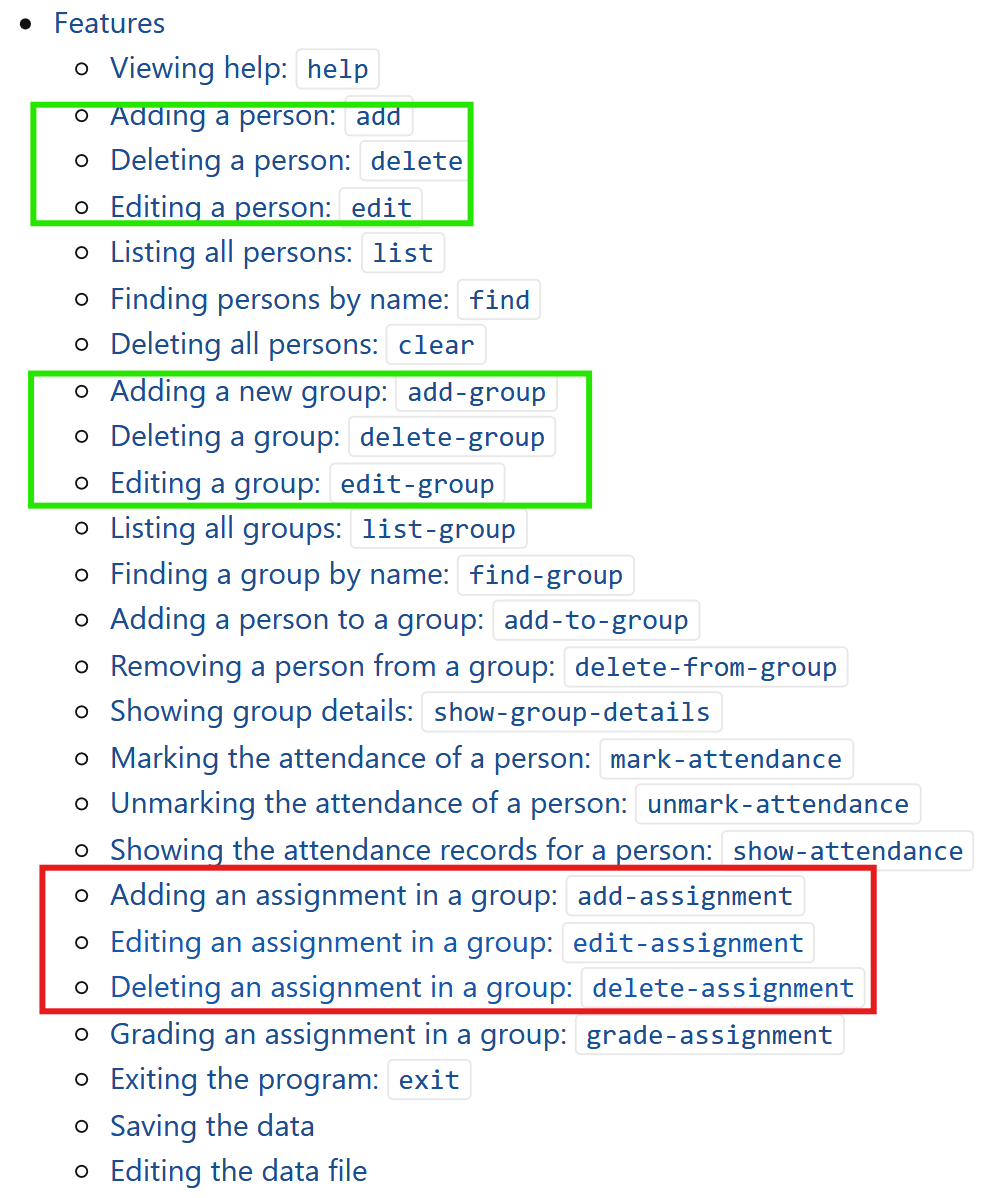 Features
Viewing help: help
Adding a person: add
Deleting a person: delete
Editing a person: edit
Listing all persons: list
Finding persons by name: find
Deleting all persons: clear
Adding a new group: add-group
Deleting a group: delete-group
Editing a group: edit-group
Listing all groups: list-group
Finding a group by name: find-group
Adding a person to a group: add-to-group
Removing a person from a group: delete-from-group
Showing group details: show-group-details
Marking the attendance of a person: mark-attendance
Unmarking the attendance of a person: unmark-attendance
Showing the attendance records for a person: show-attendance
Adding an assignment in a group: add-assignment
Editing an assignment in a group: edit-assignment
Deleting an assignment in a group: delete-assignment
Grading an assignment in a group: grade-assignment
Exiting the program: exit
Saving the data
Editing the data file